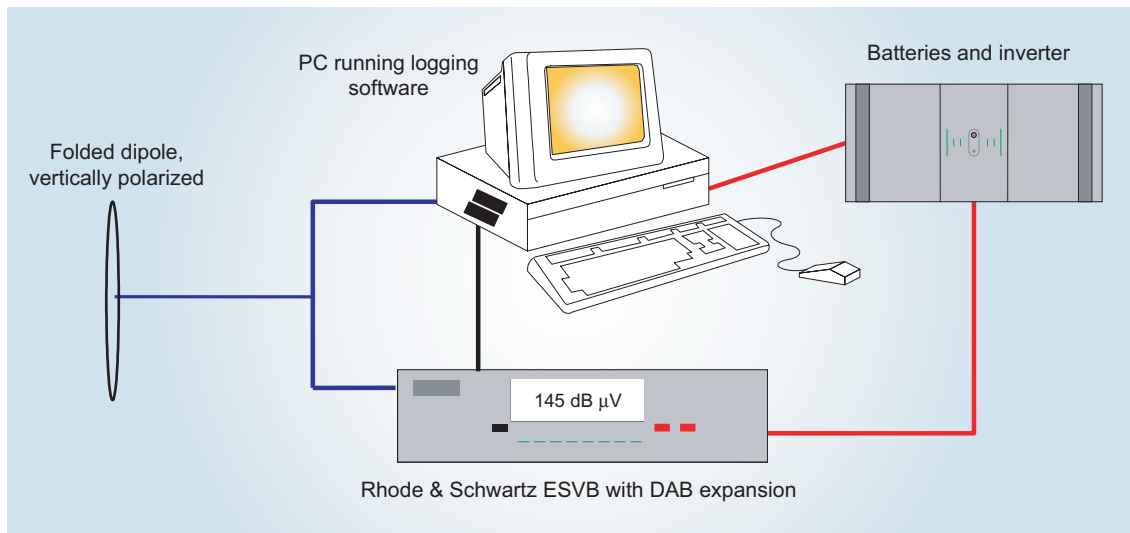 PC running logging
software
Batteries and inverter
Folded dipole,
vertically polarized
145 dB μV
Rhode & Schwartz ESVB with DAB expansion